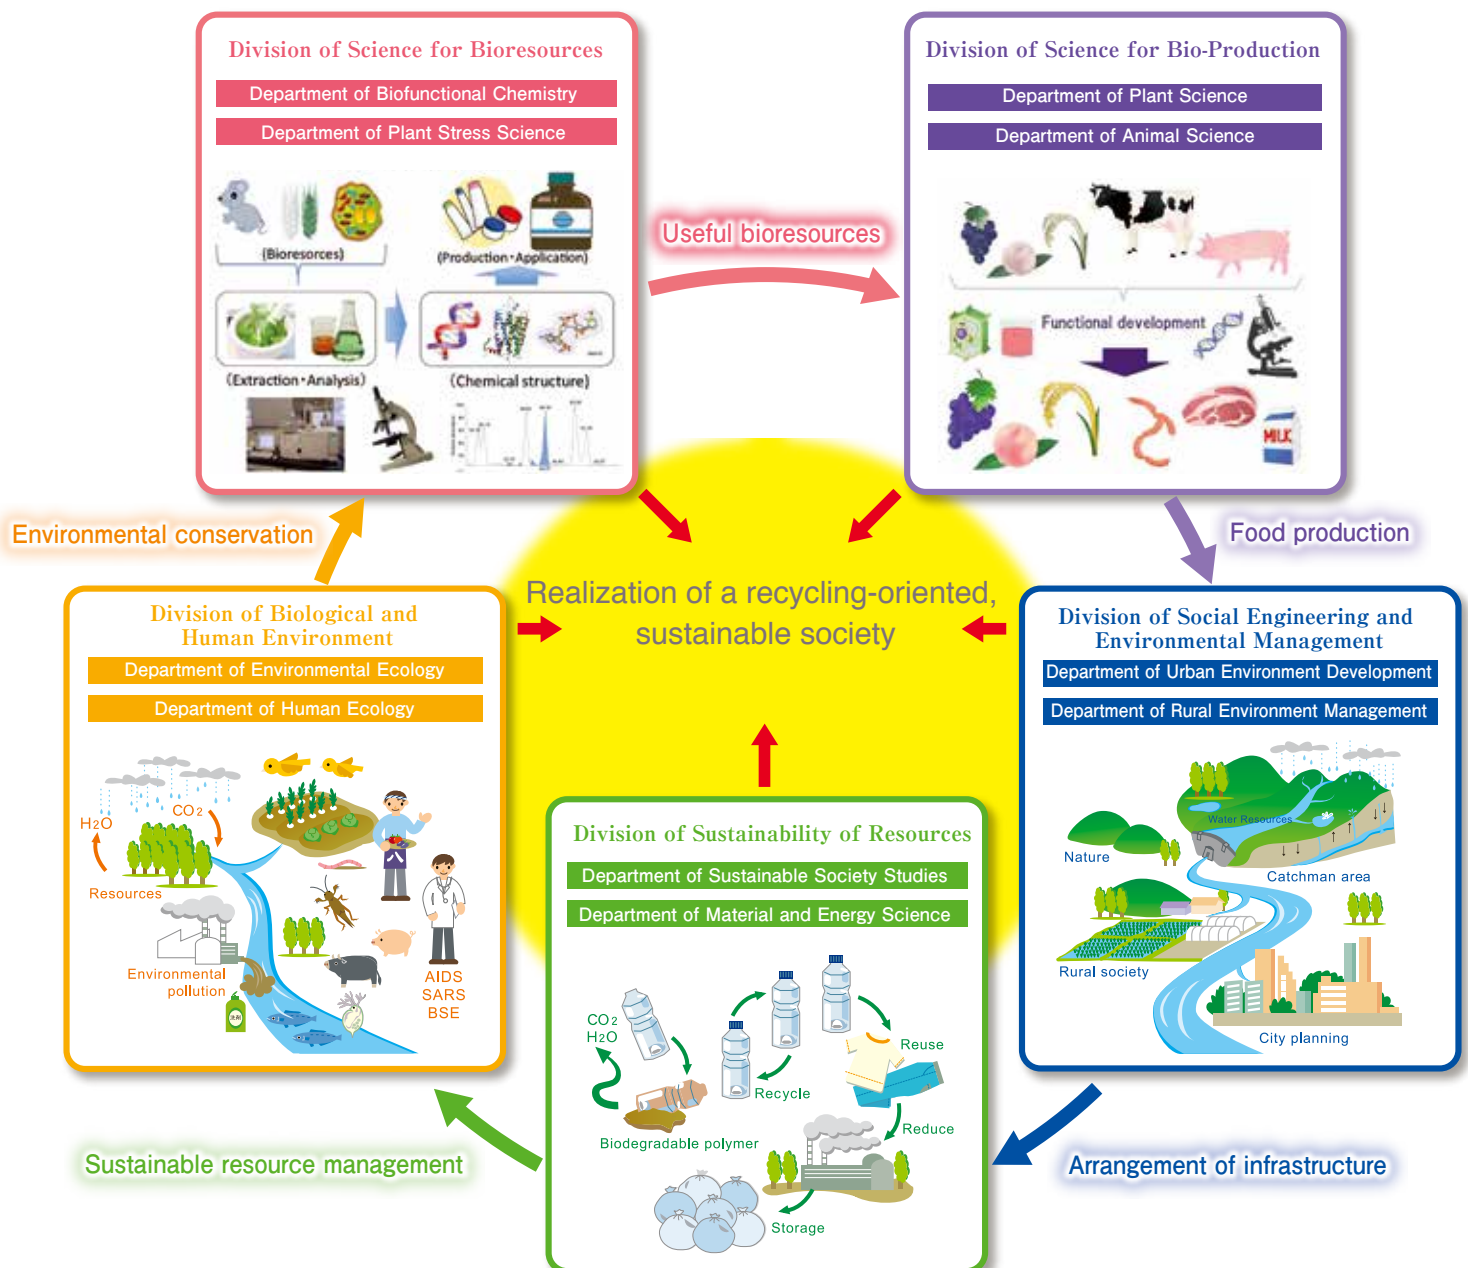 Division of Science for Bioresources
Department of Biofunctional Chemistry
Department of Plant Stress Science
(Bioresorces)
(Production・Application)
(Extraction・Analysis)
(Chemical structure)
Useful bioresources
Division of Science for Bio-Production
Department of Plant Science
Department of Animal Science
Functional development
MILK
Environmental conservation
Food production
Realization of a recycling-oriented,
sustainable society
Division of Biological and
Human Environment
Department of Environmental Ecology
Department of Human Ecology
H2O
CO2
Resources
Environmental
pollution
洗剤
AIDS
SARS
BSE
Division of Social Engineering and
Environmental Management
Department of Urban Environment Development
Department of Rural Environment Management
Water Resources
Nature
Catchman area
Rural society
City planning
Division of Sustainability of Resources
Department of Sustainable Society Studies
Department of Material and Energy Science
CO2
H2O
Reuse
Recycle
Biodegradable polymer
Reduce
Storage
Sustainable resource management
Arrangement of infrastructure